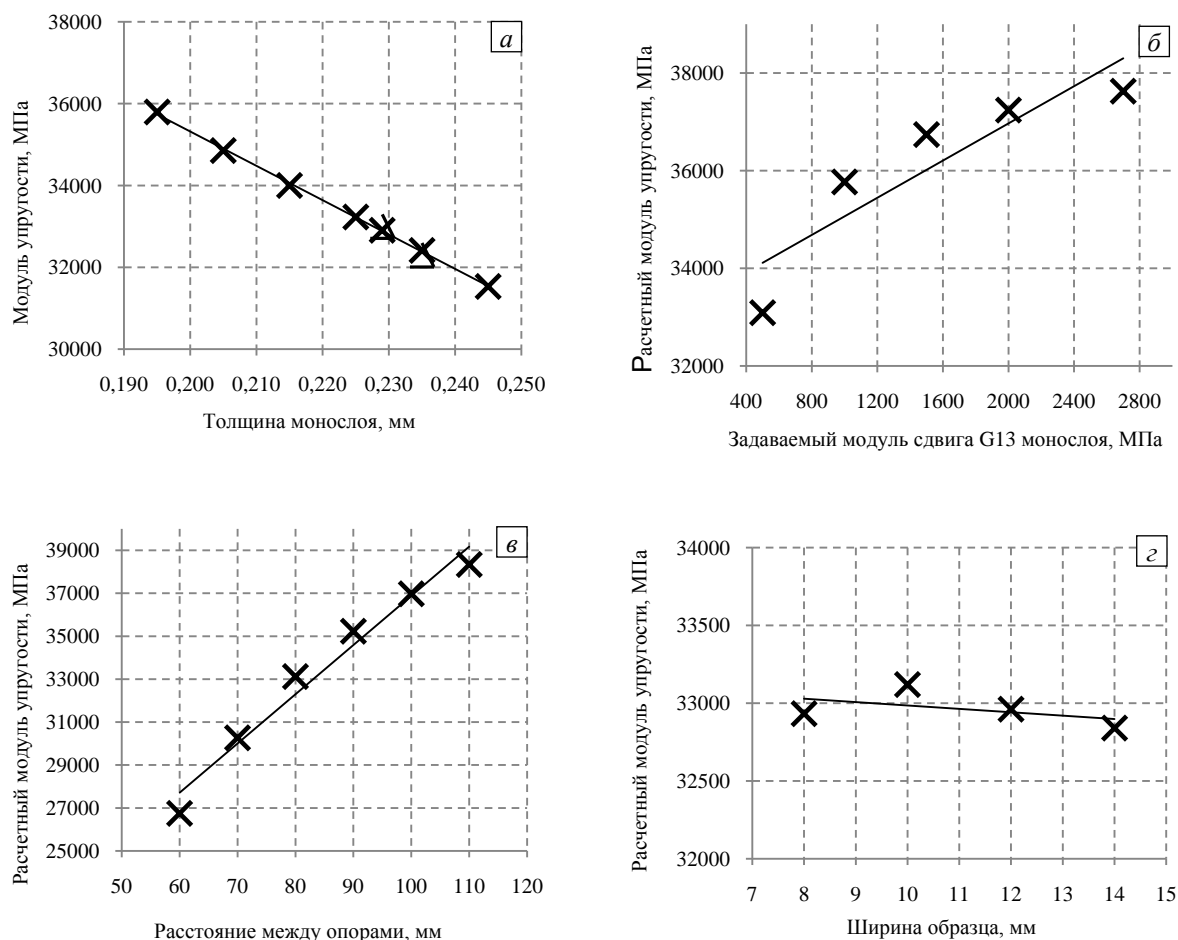 а
Модуль упругости, МПа
38000
36000
34000
32000
30000
0,190 0,200 0,210 0,220 0,230 0,240 0,250
Толщина монослоя, мм
б
Расчетный модуль упругости, МПа
38000
36000
34000
32000
400 800 1200 1600 2000 2400 2800
Задаваемый модуль сдвига G13 монослоя, МПа
в
Расчетный модуль упругости, МПа
39000
37000
35000
33000
31000
29000
27000
25000
50 60 70 80 90 100 110 120
Расстояние между опорами, мм
г
Расчетный модуль упругости, МПа
34000
33500
33000
32500
32000
7 8 9 10 11 12 13 14 15
Ширина образца, мм